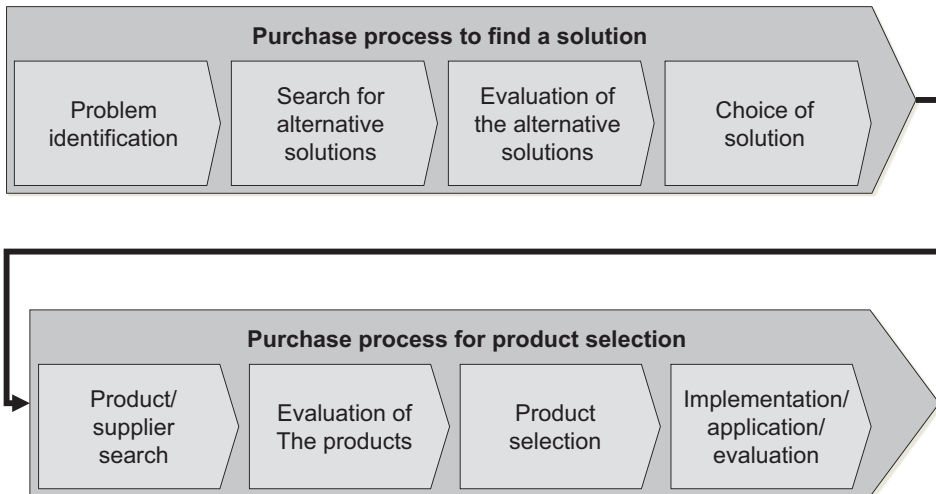 Purchase process to find a solution
Problem
identification
Search for
alternative
solutions
Evaluation of
the alternative
solutions
Choice of
solution
Purchase process for product selection
Product/
supplier
search
Evaluation of
The products
Product
selection
Implementation/
application/
evaluation